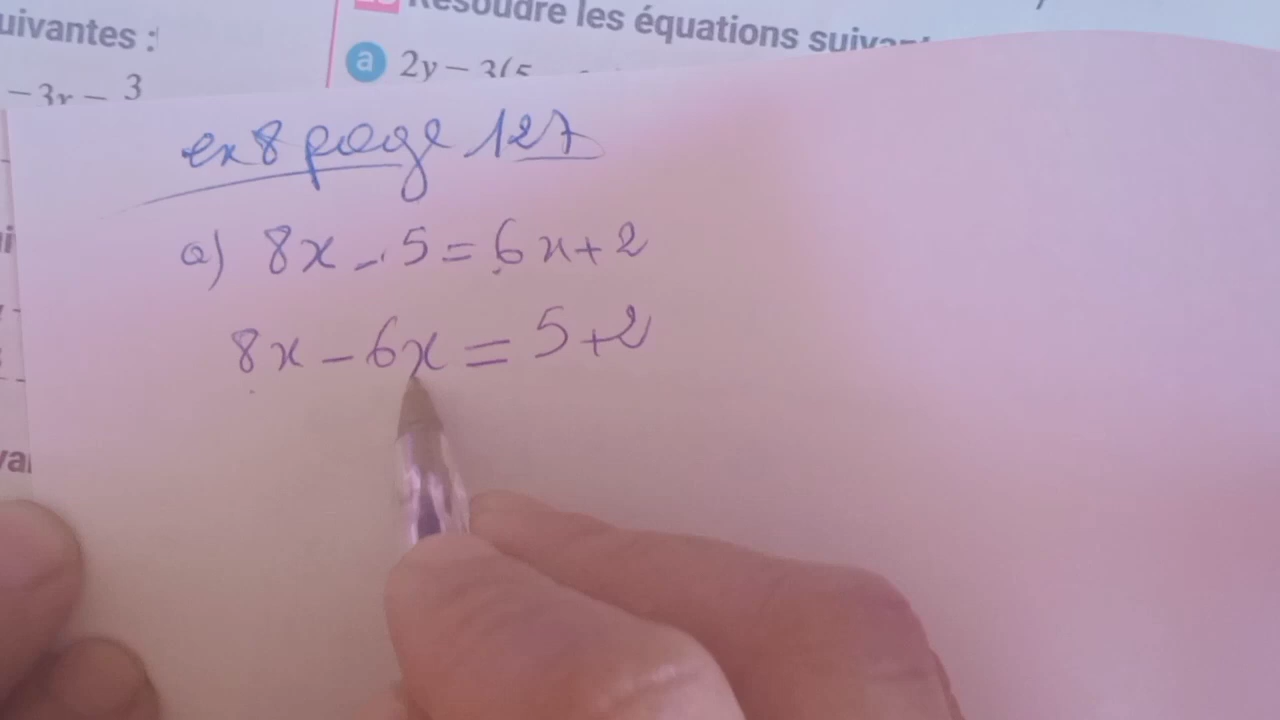 uivantes :
Résoudre les équations
a 2y – 3(5
– 3x – 3
ex 8 page 127
a) 8x - 5 = 6x + 2
8x - 6x = 5 + 2